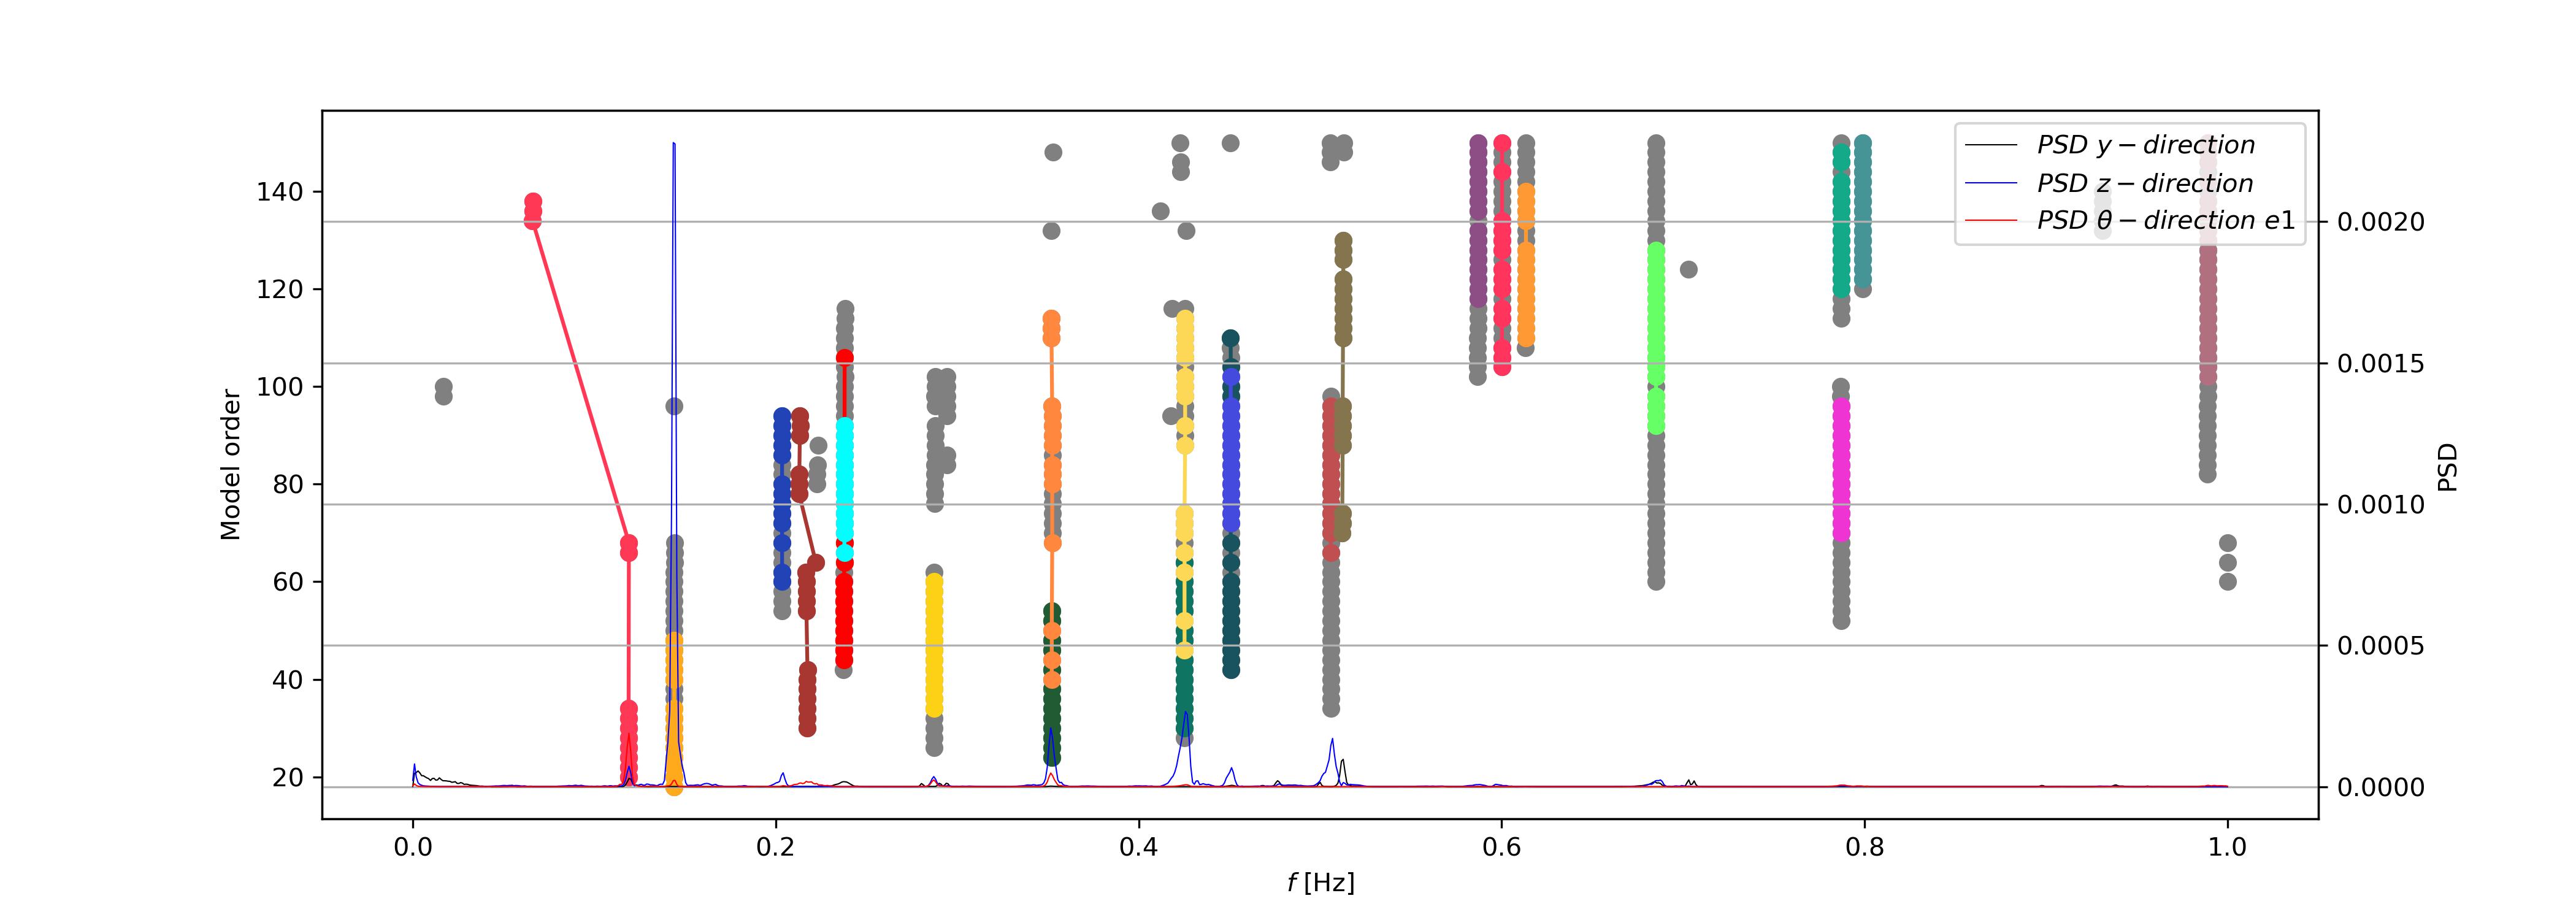 PSD y − direction
PSD z − direction
PSD θ − direction e1
140
120
100
80
60
40
20
Model order
0.0020
0.0015
0.0010
0.0005
0.0000
PSD
0.0 0.2 0.4 0.6 0.8 1.0
f [Hz]